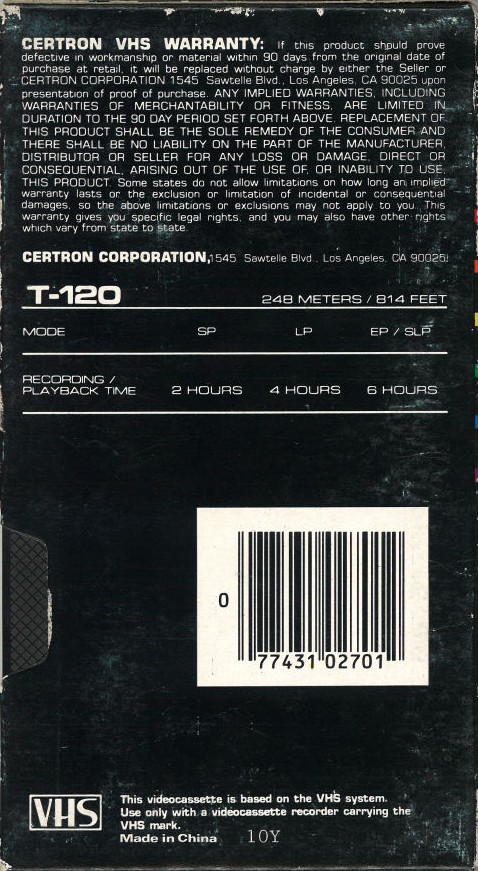 CERTRON VHS WARRANTY: If this product should prove
defective in workmanship or material within 90 days from the original date of
purchase at retail, it will be replaced without charge by either the Seller or
CERTRON CORPORATION 1545 Sawtelle Blvd., Los Angeles, CA 90025 upon
presentation of proof of purchase. ANY IMPLIED WARRANTIES, INCLUDING
WARRANTIES OF MERCHANTABILITY OR FITNESS, ARE LIMITED IN
DURATION TO THE 90 DAY PERIOD SET FORTH ABOVE. REPLACEMENT OF
THIS PRODUCT SHALL BE THE SOLE REMEDY OF THE CONSUMER AND
THERE SHALL BE NO LIABILITY ON THE PART OF THE MANUFACTURER,
DISTRIBUTOR OR SELLER FOR ANY LOSS OR DAMAGE, DIRECT OR
CONSEQUENTIAL, ARISING OUT OF THE USE OF, OR INABILITY TO USE,
THIS PRODUCT. Some states do not allow limitations on how long an implied
warranty lasts, or the exclusion or limitation of incidental or consequential
damages, so the above limitations or exclusions may not apply to you. This
warranty gives you specific legal rights, and you may also have other rights
which vary from state to state.
CERTRON CORPORATION, 1545 Sawtelle Blvd., Los Angeles, CA 90025
T-120 248 METERS / 814 FEET
MODE SP LP EP / SLP
RECORDING /
PLAYBACK TIME 2 HOURS 4 HOURS 6 HOURS
0
77431 02701
VHS
This videocassette is based on the VHS system.
Use only with a videocassette recorder carrying the
VHS mark.
Made in China 10Y